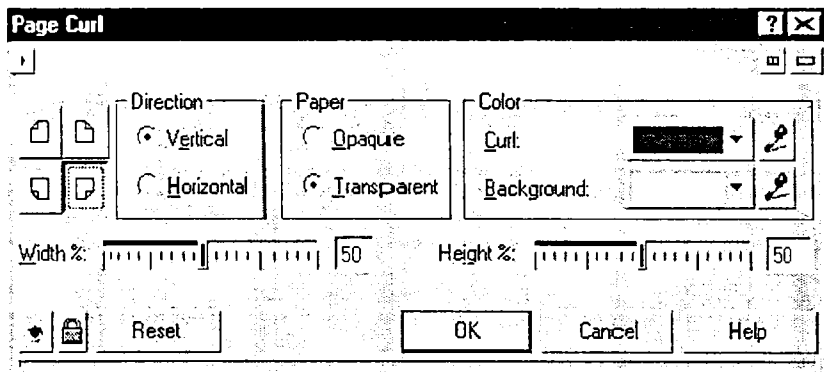 Page Curl
Direction Paper Color
Vertical Opaque Curl:
Horizontal Transparent Background:
Width %: 50 Height %: 50
Reset OK Cancel Help